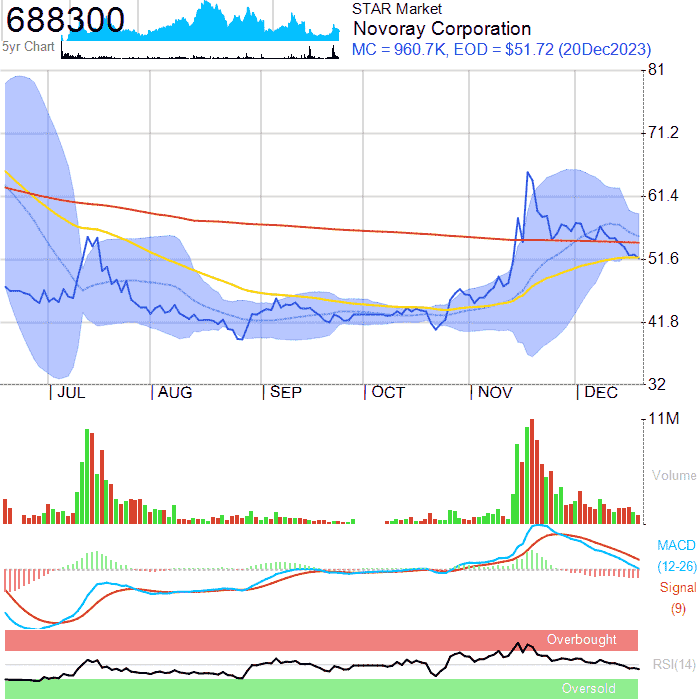 688300
STAR Market
Novoray Corporation
5yr Chart
MC = 960.7K, EOD = $51.72 (20Dec2023)
81
71.2
61.4
51.6
41.8
32
JUL
AUG
SEP
OCT
NOV
DEC
11M
Volume
MACD
(12-26)
Signal
(9)
Overbought
RSI(14)
Oversold